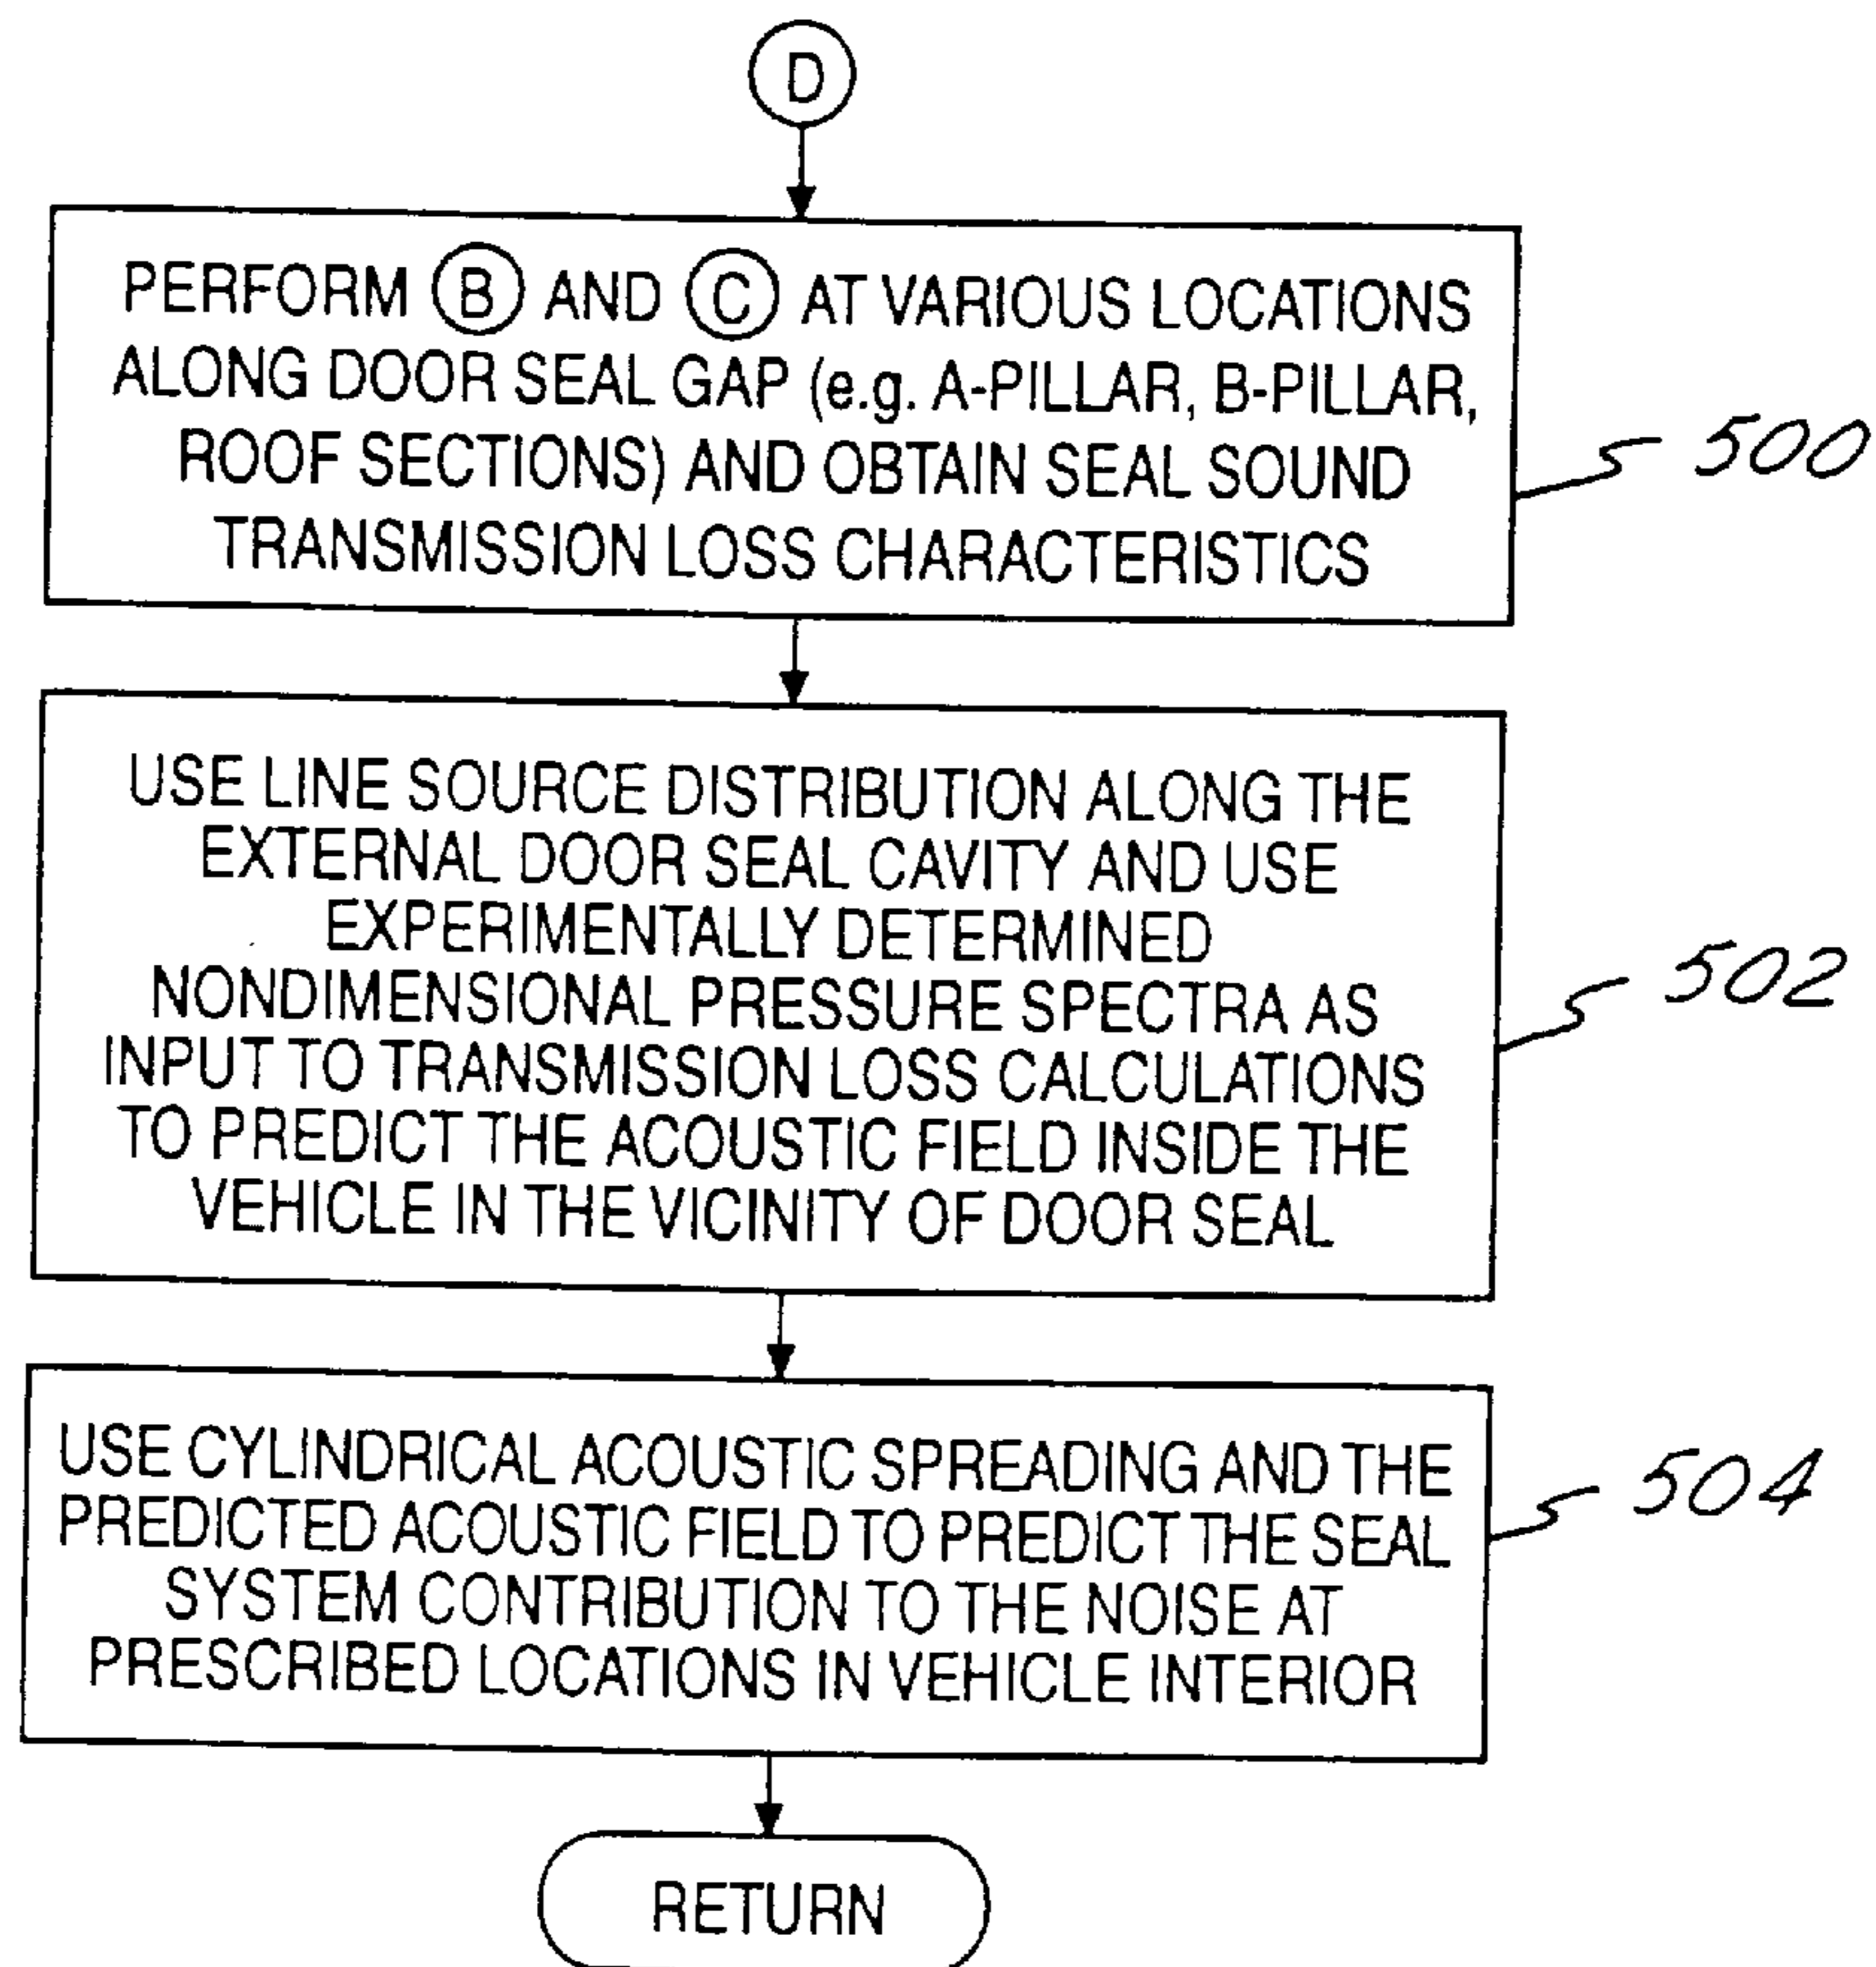 D
PERFORM B AND C AT VARIOUS LOCATIONS
ALONG DOOR SEAL GAP (e.g. A-PILLAR, B-PILLAR,
ROOF SECTIONS) AND OBTAIN SEAL SOUND
TRANSMISSION LOSS CHARACTERISTICS
500
USE LINE SOURCE DISTRIBUTION ALONG THE
EXTERNAL DOOR SEAL CAVITY AND USE
EXPERIMENTALLY DETERMINED
NONDIMENSIONAL PRESSURE SPECTRA AS
INPUT TO TRANSMISSION LOSS CALCULATIONS
TO PREDICT THE ACOUSTIC FIELD INSIDE THE
VEHICLE IN THE VICINITY OF DOOR SEAL
502
USE CYLINDRICAL ACOUSTIC SPREADING AND THE
PREDICTED ACOUSTIC FIELD TO PREDICT THE SEAL
SYSTEM CONTRIBUTION TO THE NOISE AT
PRESCRIBED LOCATIONS IN VEHICLE INTERIOR
504
RETURN